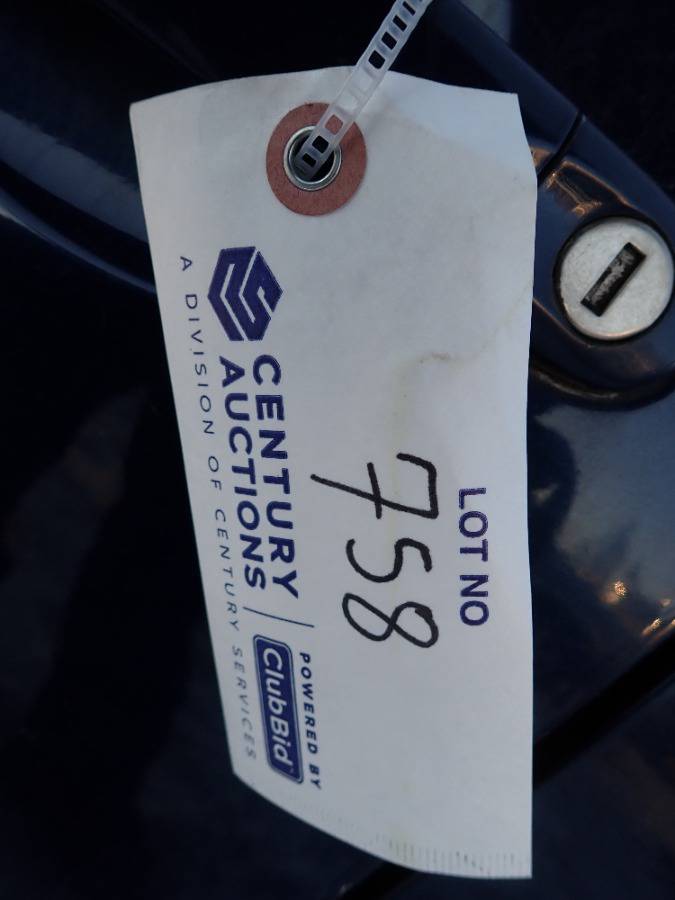 LOT NO
758
CENTURY
AUCTIONS
POWERED BY
ClubBid
A DIVISION OF CENTURY SERVICES